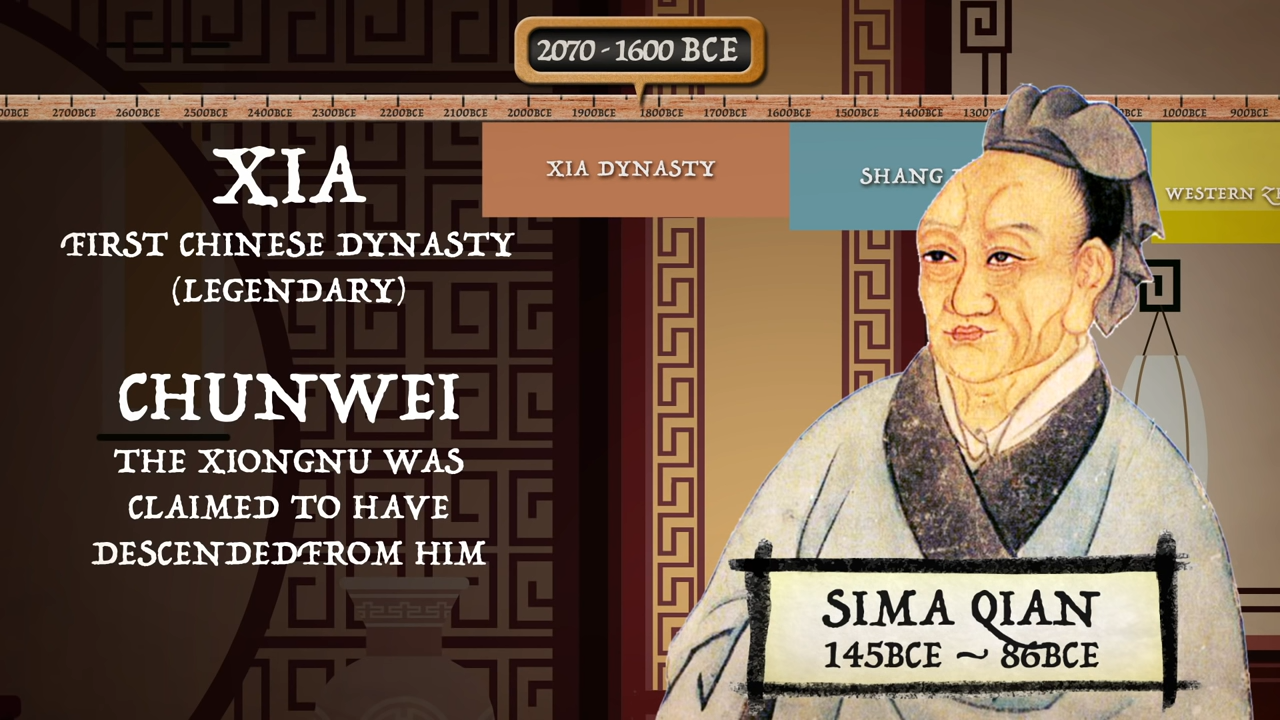 2070 - 1600 BCE
2700BCE 2600BCE 2500BCE 2400BCE 2300BCE 2200BCE 2100BCE 2000BCE 1900BCE 1800BCE 1700BCE 1600BCE 1500BCE 1400BCE 1000BCE 900BCE
XIA DYNASTY
SHANG
WESTERN
XIA
FIRST CHINESE DYNASTY
(LEGENDARY)
CHUNWEI
THE XIONGNU WAS
CLAIMED TO HAVE
DESCENDEDFROM HIM
SIMA QIAN
145BCE ~ 86BCE